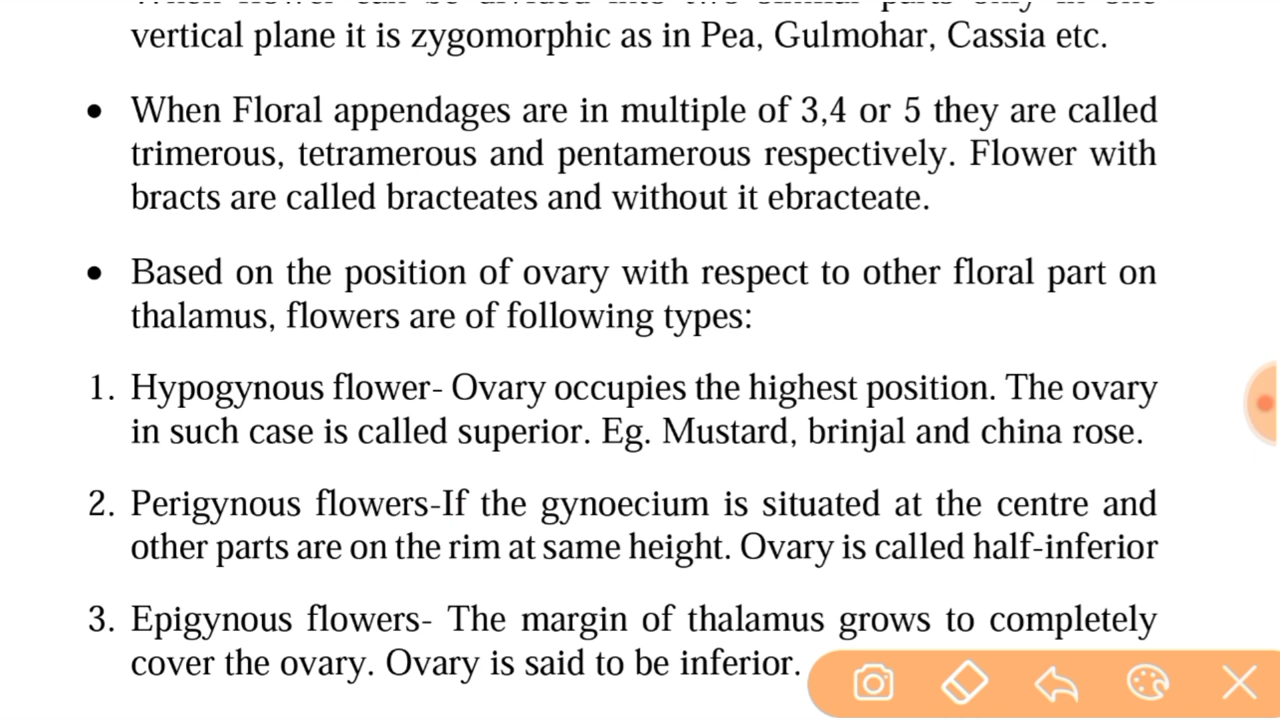 vertical plane it is zygomorphic as in Pea, Gulmohar, Cassia etc.
• When Floral appendages are in multiple of 3,4 or 5 they are called
trimerous, tetramerous and pentamerous respectively. Flower with
bracts are called bracteates and without it ebracteate.
• Based on the position of ovary with respect to other floral part on
thalamus, flowers are of following types:
1. Hypogynous flower- Ovary occupies the highest position. The ovary
in such case is called superior. Eg. Mustard, brinjal and china rose.
2. Perigynous flowers-If the gynoecium is situated at the centre and
other parts are on the rim at same height. Ovary is called half-inferior
3. Epigynous flowers- The margin of thalamus grows to completely
cover the ovary. Ovary is said to be inferior.